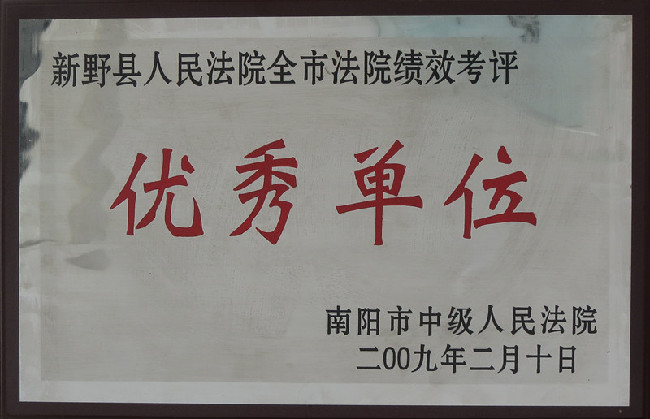 新野县人民法院全市法院绩效考评
优秀单位
南阳市中级人民法院
二00九年二月十日